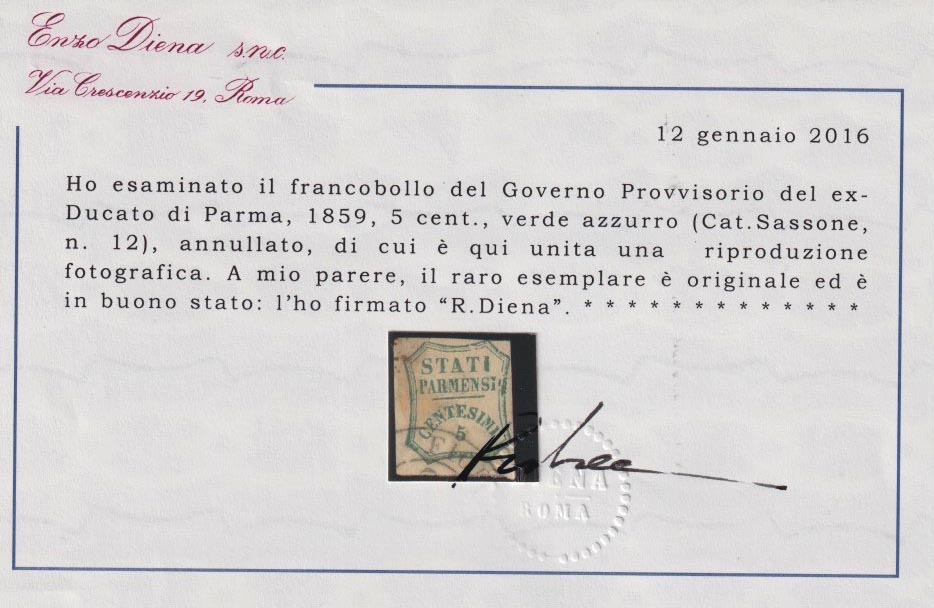 Enzo Diena s.n.c.
Via Crescenzio 19, Roma
12 gennaio 2016
Ho esaminato il francobollo del Governo Provvisorio del ex-
Ducato di Parma, 1859, 5 cent., verde azzurro (Cat.Sassone,
n. 12), annullato, di cui è qui unita una riproduzione
fotografica. A mio parere, il raro esemplare è originale ed è
in buono stato: l'ho firmato “R.Diena”. * * * * * * * * * * * * *
STATI
PARMENSI
CENTESIMI
5
ROMA